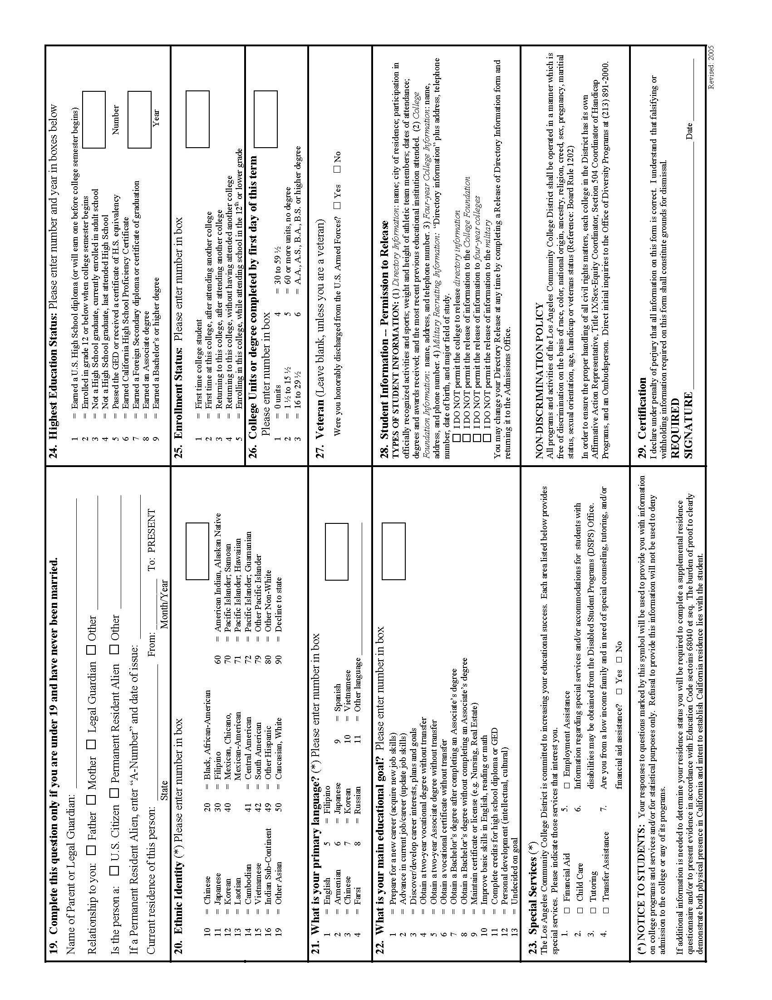 19. Complete this question only if you are under 19 and have never been married.
Name of Parent or Legal Guardian:
Relationship to you: Father Mother Legal Guardian Other
Is the person a: U.S. Citizen Permanent Resident Alien Other
If a Permanent Resident Alien, enter “A-Number” and date of issue:
Current residence of this person: From: To: PRESENT
State Month/Year
20. Ethnic Identity (*) Please enter number in box
10 = Chinese 20 = Black, African-American 60 = American Indian, Alaskan Native
11 = Japanese 30 = Filipino 70 = Pacific Islander; Samoan
12 = Korean 40 = Mexican, Chicano, 71 = Pacific Islander; Hawaiian
13 = Laotian Mexican-American 72 = Pacific Islander; Guamanian
14 = Cambodian 41 = Central American 79 = Other Pacific Islander
15 = Vietnamese 42 = South American 80 = Other Non-White
16 = Indian Sub-Continent 49 = Other Hispanic 90 = Decline to state
19 = Other Asian 50 = Caucasian, White
21. What is your primary language? (*) Please enter number in box
1 = English 5 = Filipino 9 = Spanish
2 = Armenian 6 = Japanese 10 = Vietnamese
3 = Chinese 7 = Korean 11 = Other language
4 = Farsi 8 = Russian
22. What is your main educational goal? Please enter number in box
1 = Prepare for a new career (acquire new job skills)
2 = Advance in current job/career (update job skills)
3 = Discover/develop career interests, plans and goals
4 = Obtain a two-year vocational degree without transfer
5 = Obtain a two-year Associate degree without transfer
6 = Obtain a vocational certificate without transfer
7 = Obtain a Bachelor’s degree after completing an Associate’s degree
8 = Obtain a Bachelor’s degree without completing an Associate’s degree
9 = Maintain certificate or license (e.g. Nursing, Real Estate)
10 = Improve basic skills in English, reading or math
11 = Complete credits for high school diploma or GED
12 = Personal development (intellectual, cultural)
13 = Undecided on goal
23. Special Services (*)
The Los Angeles Community College District is committed to increasing your educational success. Each area listed below provides
special services. Please indicate those services that interest you.
1. Financial Aid 5. Employment Assistance
2. Child Care 6. Information regarding special services and/or accommodations for students with
3. Tutoring disabilities may be obtained from the Disabled Student Programs (DSPS) Office.
4. Transfer Assistance 7. Are you from a low income family and in need of special counseling, tutoring, and/or
financial aid assistance? Yes No
(*) NOTICE TO STUDENTS: Your responses to questions marked by this symbol will be used to provide you with information
on college programs and services and/or for statistical purposes only. Refusal to provide this information will not be used to deny
admission to the college or any of its programs.
If additional information is needed to determine your residence status you will be required to complete a supplemental residence
questionnaire and/or to present evidence in accordance with Education Code sectoins 68040 et seq. The burden of proof to clearly
demonstrate both physical presence in California and intent to establish California residence lies with the student.
24. Highest Education Status: Please enter number and year in boxes below
1 = Earned a U.S. High School diploma (or will earn one before college semester begins)
2 = Enrolled in grade 12 or below when college semester begins
3 = Not a High School graduate, currently enrolled in adult school
4 = Not a High School graduate, last attended High School
5 = Passed the GED or received a certificate of H.S. equivalency Number
6 = Earned California High School Proficiency Certificate
7 = Earned a Foreign Secondary diploma or certificate of graduation
8 = Earned an Associate degree
9 = Earned a Bachelor’s or higher degree Year
25. Enrollment Status: Please enter number in box
1 = First time college student
2 = First time at this college, after attending another college
3 = Returning to this college, after attending another college
4 = Returning to this college, without having attended another college
5 = Enrolling in this college, while attending school in the 12th or lower grade
26. College Units or degree completed by first day of this term
Please enter number in box
1 = 0 units 4 = 30 to 59 ½
2 = 1 ½ to 15 ½ 5 = 60 or more units, no degree
3 = 16 to 29 ½ 6 = A.A., A.S., B.A., B.S. or higher degree
27. Veteran (Leave blank, unless you are a veteran)
Were you honorably discharged from the U.S. Armed Forces? Yes No
28. Student Information -- Permission to Release
TYPES OF STUDENT INFORMATION: (1) Directory Information: name; city of residence; participation in
officially recognized activities and sports; weight and height of athletic team members; dates of attendance;
degrees and awards received; and the most recent previous educational institution attended. (2) College
Foundation Information: name, address, and telephone number. 3) Four-year College Information: name,
address, and phone number. 4) Military Recruiting Information: “Directory information” plus address, telephone
number, date of birth, and major field of study.
I DO NOT permit the college to release directory information
I DO NOT permit the release of information to the College Foundation
I DO NOT permit the release of information to four-year colleges
I DO NOT permit the release of information to the military
You may change your Directory Release at any time by completing a Release of Directory Information form and
returning it to the Admissions Office.
NON-DISCRIMINATION POLICY
All programs and activities of the Los Angeles Community College District shall be operated in a manner which is
free of discrimination on the basis of race, color, national origin, ancestry, religion, creed, sex, pregnancy, maritial
status, sexual orientation, age, handicap or veterans status (Reference: Board Rule 1202)
In order to ensure the proper handling of all civil rights matters, each college in the District has its own
Affirmative Action Representative, Title IX/Sex-Equity Coordinator, Section 504 Coordinator of Handicap
Programs, and an Ombudsperson. Direct initial inquiries to the Office of Diversity Programs at (213) 891-2000.
29. Certification
I declare under penalty of perjury that all information on this form is correct. I understand that falsifying or
withholding information required on this form shall constitute grounds for dismissal.
REQUIRED
SIGNATURE Date
Revised: 2005